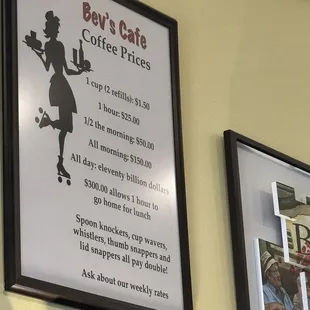 Bev's Cafe
Coffee Prices
1 cup (2 refills): $1.50
1 hour: $25.00
1/2 the morning: $50.00
All morning: $150.00
All day: eleventy billion dollars
$300.00 allows 1 hour to
go home for lunch
Spoon knockers, cup wavers,
whistlers, thumb snappers and
lid snappers all pay double!
Ask about our weekly rates